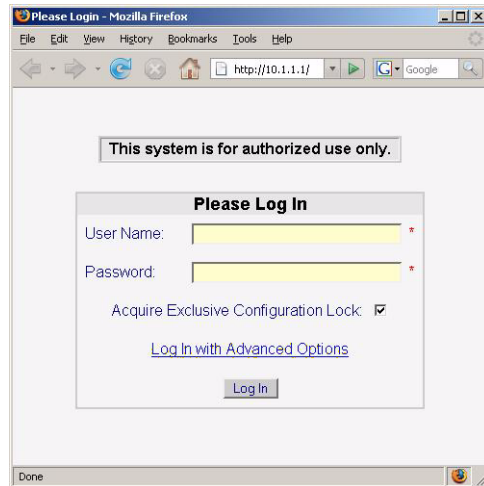 Please Login - Mozilla Firefox
File Edit View History Bookmarks Tools Help
http://10.1.1.1/ G Google
This system is for authorized use only.
Please Log In
User Name: *
Password: *
Acquire Exclusive Configuration Lock:
Log In with Advanced Options
Log In
Done